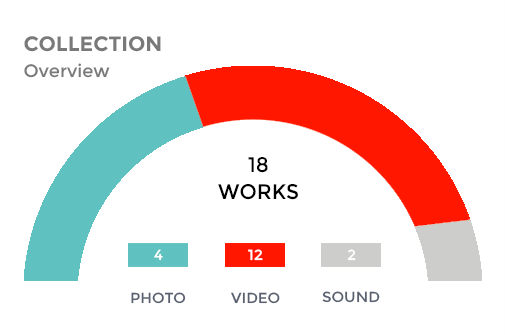 COLLECTION
Overview
18
WORKS
4 12 2
PHOTO VIDEO SOUND